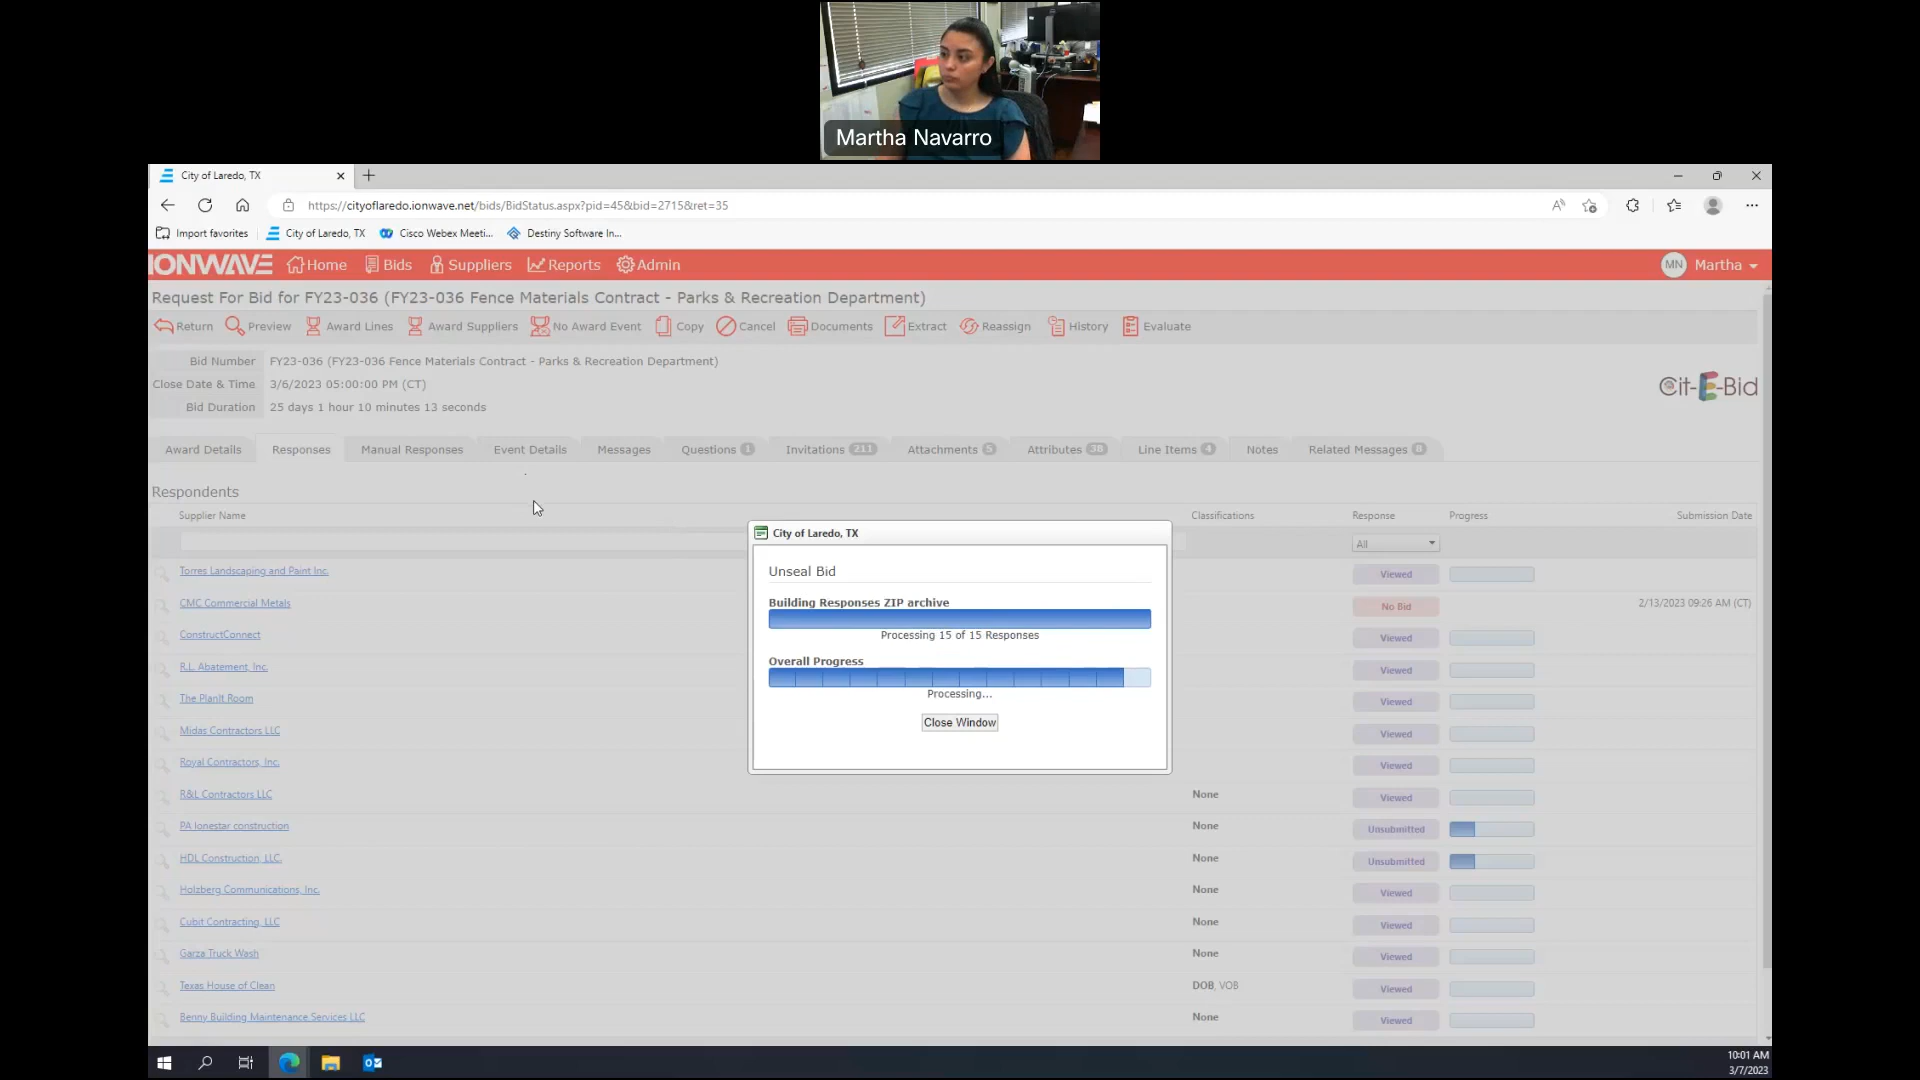 Martha Navarro
City of Laredo, TX
https://cityoflaredo.ionwave.net/bids/BidStatus.aspx?pid=45&bid=2715&ret=35
Import favorites City of Laredo, TX Cisco Webex Meeti... Destiny Software In...
IONWAVE Home Bids Suppliers Reports Admin MN Martha
Request For Bid for FY23-036 (FY23-036 Fence Materials Contract - Parks & Recreation Department)
Return Preview Award Lines Award Suppliers No Award Event Copy Cancel Documents Extract Reassign History Evaluate
Bid Number FY23-036 (FY23-036 Fence Materials Contract - Parks & Recreation Department)
Close Date & Time 3/6/2023 05:00:00 PM (CT)
Cit-E-Bid
Bid Duration 25 days 1 hour 10 minutes 13 seconds
Award Details Responses Manual Responses Event Details Messages Questions 1 Invitations 211 Attachments 5 Attributes 38 Line Items 4 Notes Related Messages 8
Respondents
Supplier Name Classifications Response Progress Submission Date
All
Torres Landscaping and Paint Inc. Viewed
CMC Commercial Metals No Bid 2/13/2023 09:26 AM (CT)
ConstructConnect Viewed
R.L. Abatement, Inc. Viewed
The PlanIt Room Viewed
Midas Contractors LLC Viewed
Royal Contractors, Inc. Viewed
R&L Contractors LLC None Viewed
PA lonestar construction None Unsubmitted
HDL Construction, LLC. None Unsubmitted
Holzberg Communications, Inc. None Viewed
Cubit Contracting, LLC None Viewed
Garza Truck Wash None Viewed
Texas House of Clean DOB, VOB Viewed
Benny Building Maintenance Services LLC None Viewed
City of Laredo, TX
Unseal Bid
Building Responses ZIP archive
Processing 15 of 15 Responses
Overall Progress
Processing...
Close Window
10:01 AM
3/7/2023